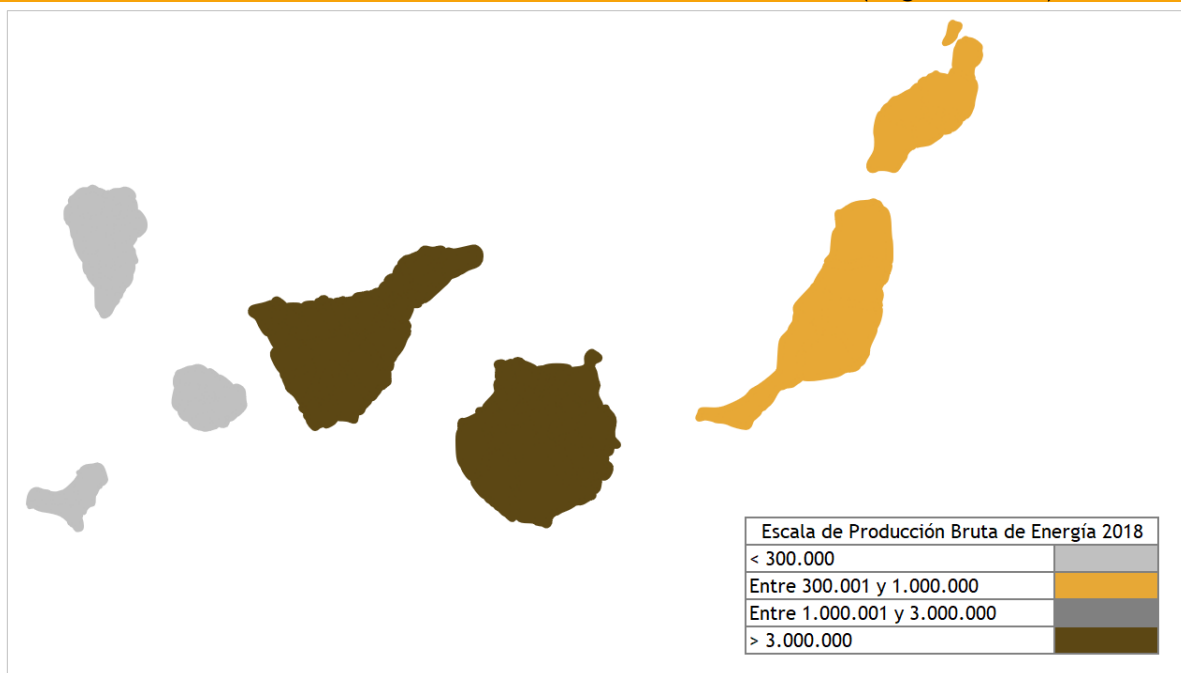 Escala de Producción Bruta de Energía 2018
< 300.000
Entre 300.001 y 1.000.000
Entre 1.000.001 y 3.000.000
> 3.000.000